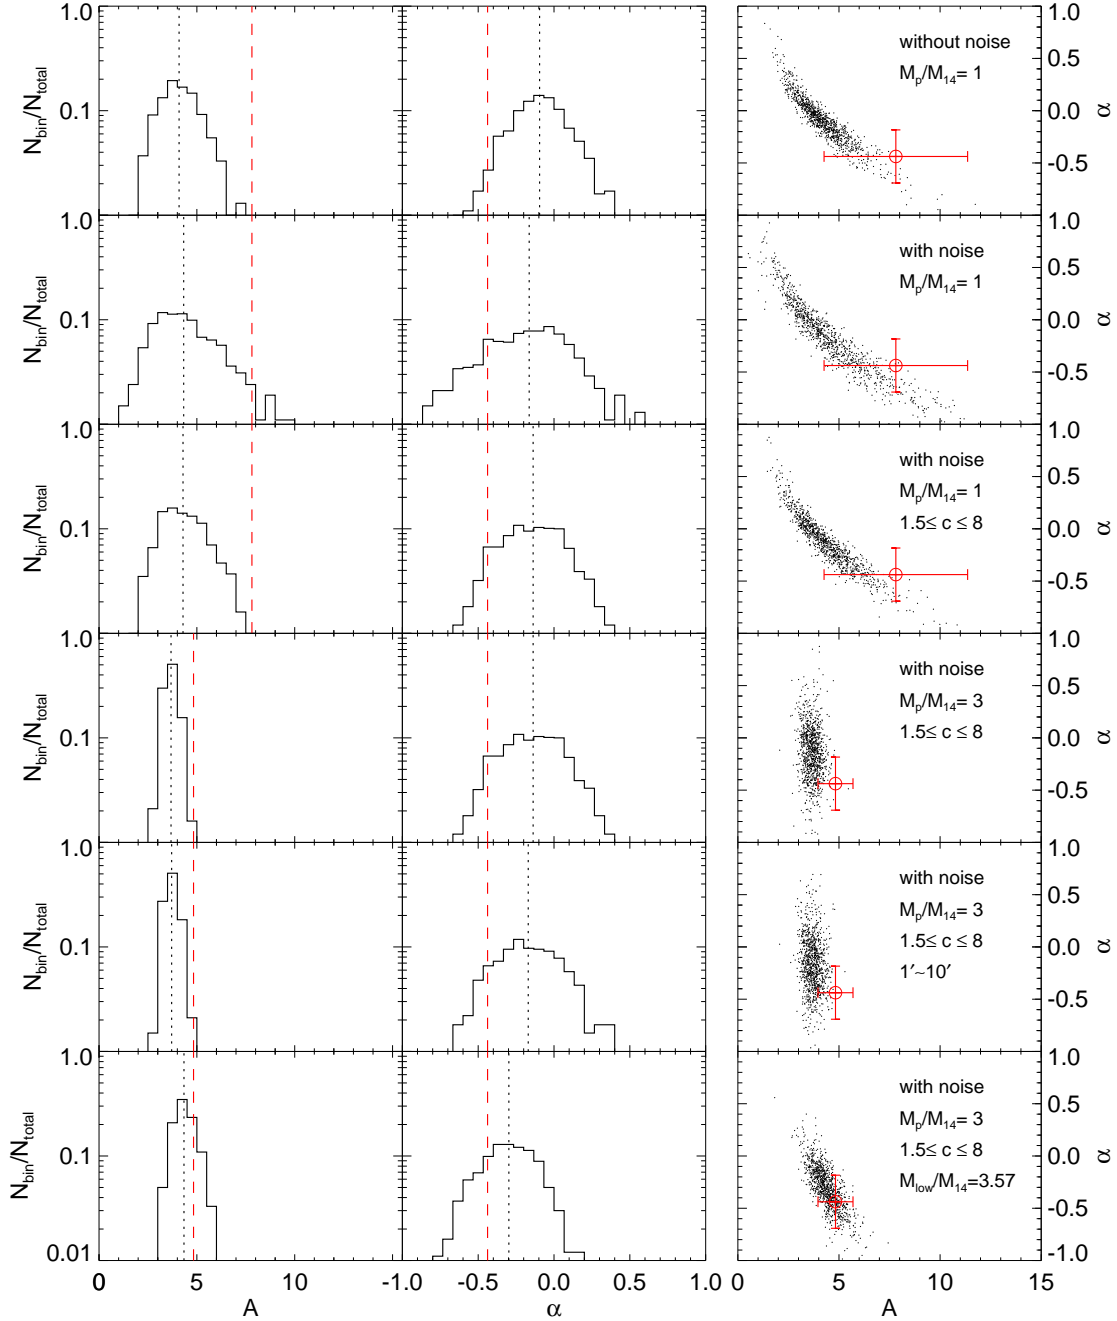 1.0
0.1
N_bin/N_total
without noise
M_p/M_14= 1
1.0
0.5
0.0
-0.5
α
1.0
0.1
N_bin/N_total
with noise
M_p/M_14= 1
1.0
0.5
0.0
-0.5
α
1.0
0.1
N_bin/N_total
with noise
M_p/M_14= 1
1.5≤ c ≤ 8
1.0
0.5
0.0
-0.5
α
1.0
0.1
N_bin/N_total
with noise
M_p/M_14= 3
1.5≤ c ≤ 8
1.0
0.5
0.0
-0.5
α
1.0
0.1
N_bin/N_total
with noise
M_p/M_14= 3
1.5≤ c ≤ 8
1′~10′
1.0
0.5
0.0
-0.5
α
1.0
0.1
0.01
N_bin/N_total
with noise
M_p/M_14= 3
1.5≤ c ≤ 8
M_low/M_14=3.57
1.0
0.5
0.0
-0.5
-1.0
α
0 5 10
-1.0 -0.5 0.0 0.5 1.0
0 5 10 15
A
α
A